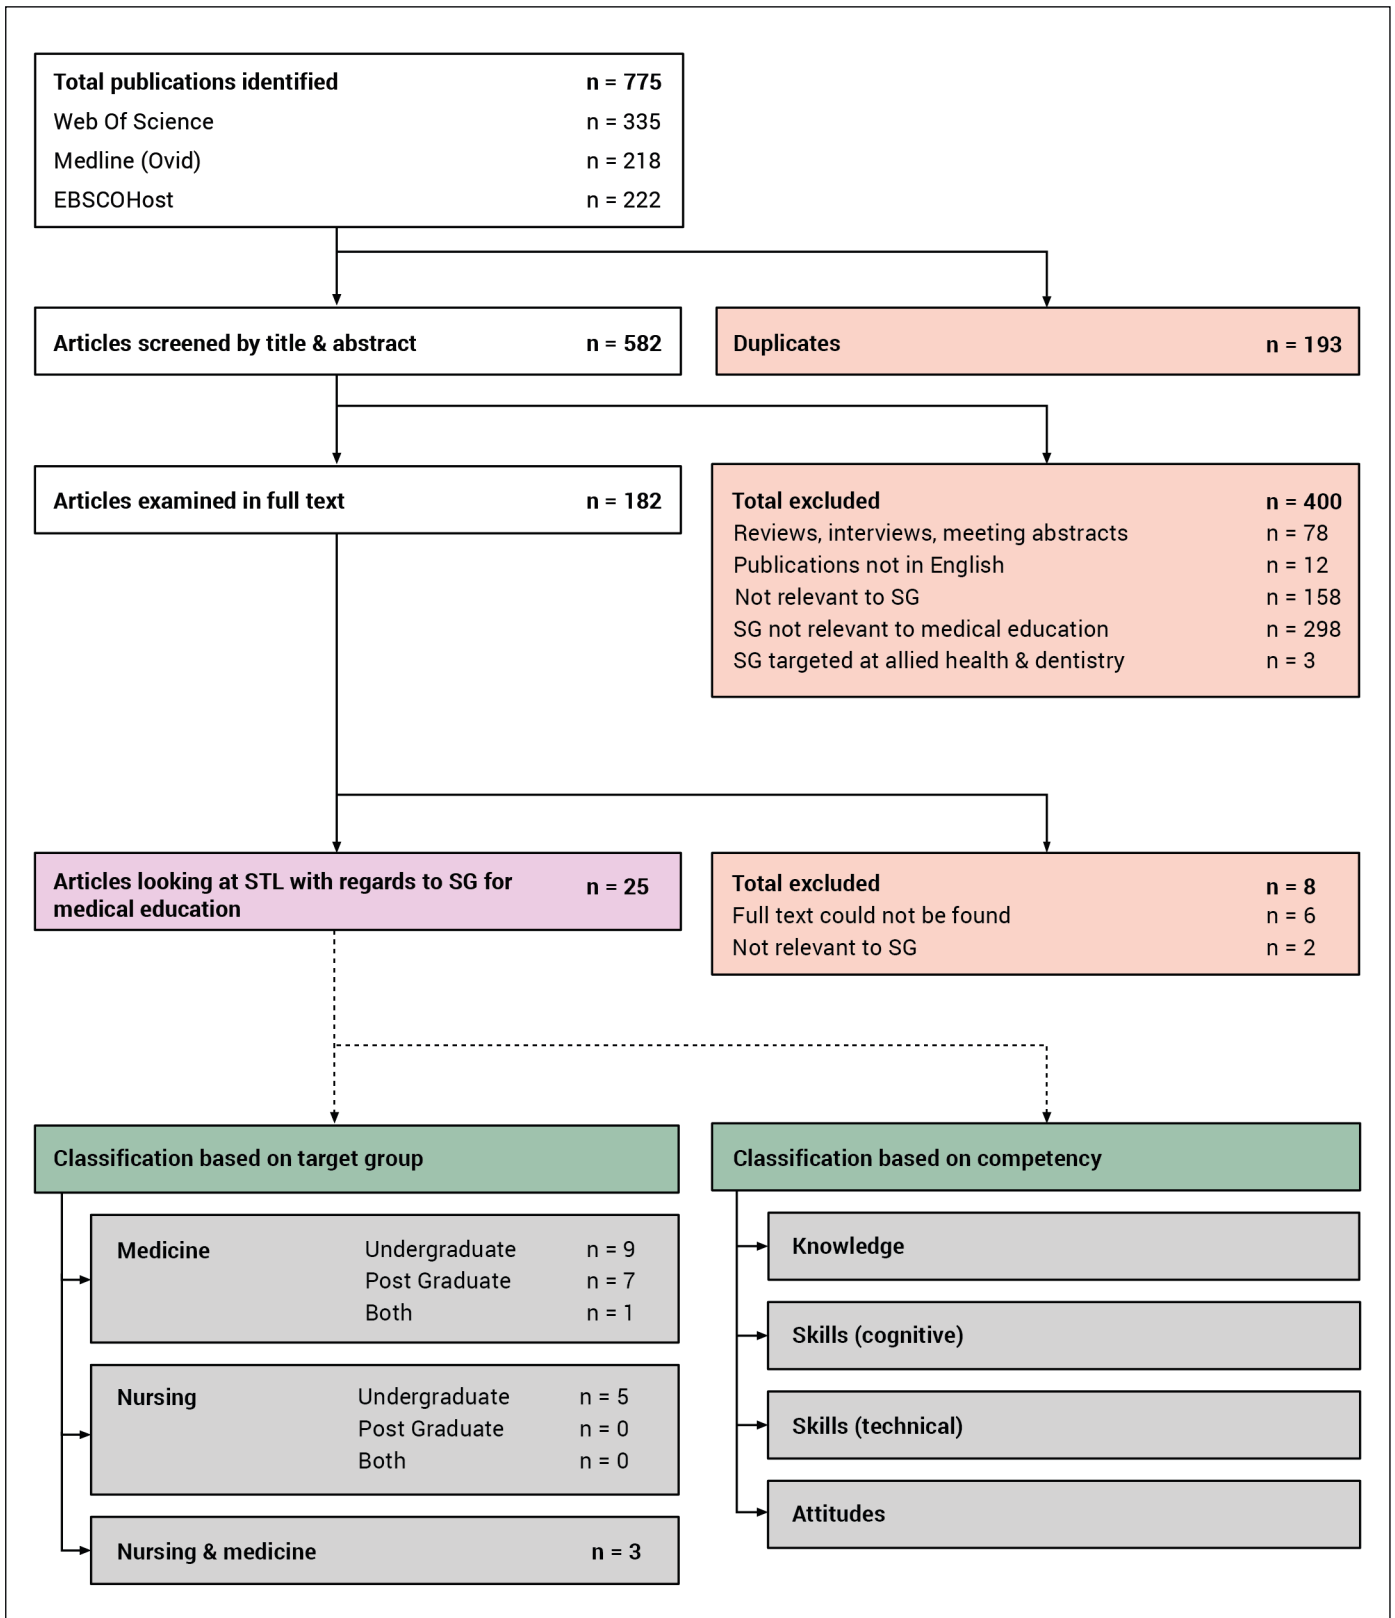 Total publications identified n = 775
Web Of Science n = 335
Medline (Ovid) n = 218
EBSCOHost n = 222
Articles screened by title & abstract n = 582
Duplicates n = 193
Articles examined in full text n = 182
Total excluded n = 400
Reviews, interviews, meeting abstracts n = 78
Publications not in English n = 12
Not relevant to SG n = 158
SG not relevant to medical education n = 298
SG targeted at allied health & dentistry n = 3
Articles looking at STL with regards to SG for n = 25
medical education
Total excluded n = 8
Full text could not be found n = 6
Not relevant to SG n = 2
Classification based on target group
Medicine Undergraduate n = 9
Post Graduate n = 7
Both n = 1
Nursing Undergraduate n = 5
Post Graduate n = 0
Both n = 0
Nursing & medicine n = 3
Classification based on competency
Knowledge
Skills (cognitive)
Skills (technical)
Attitudes